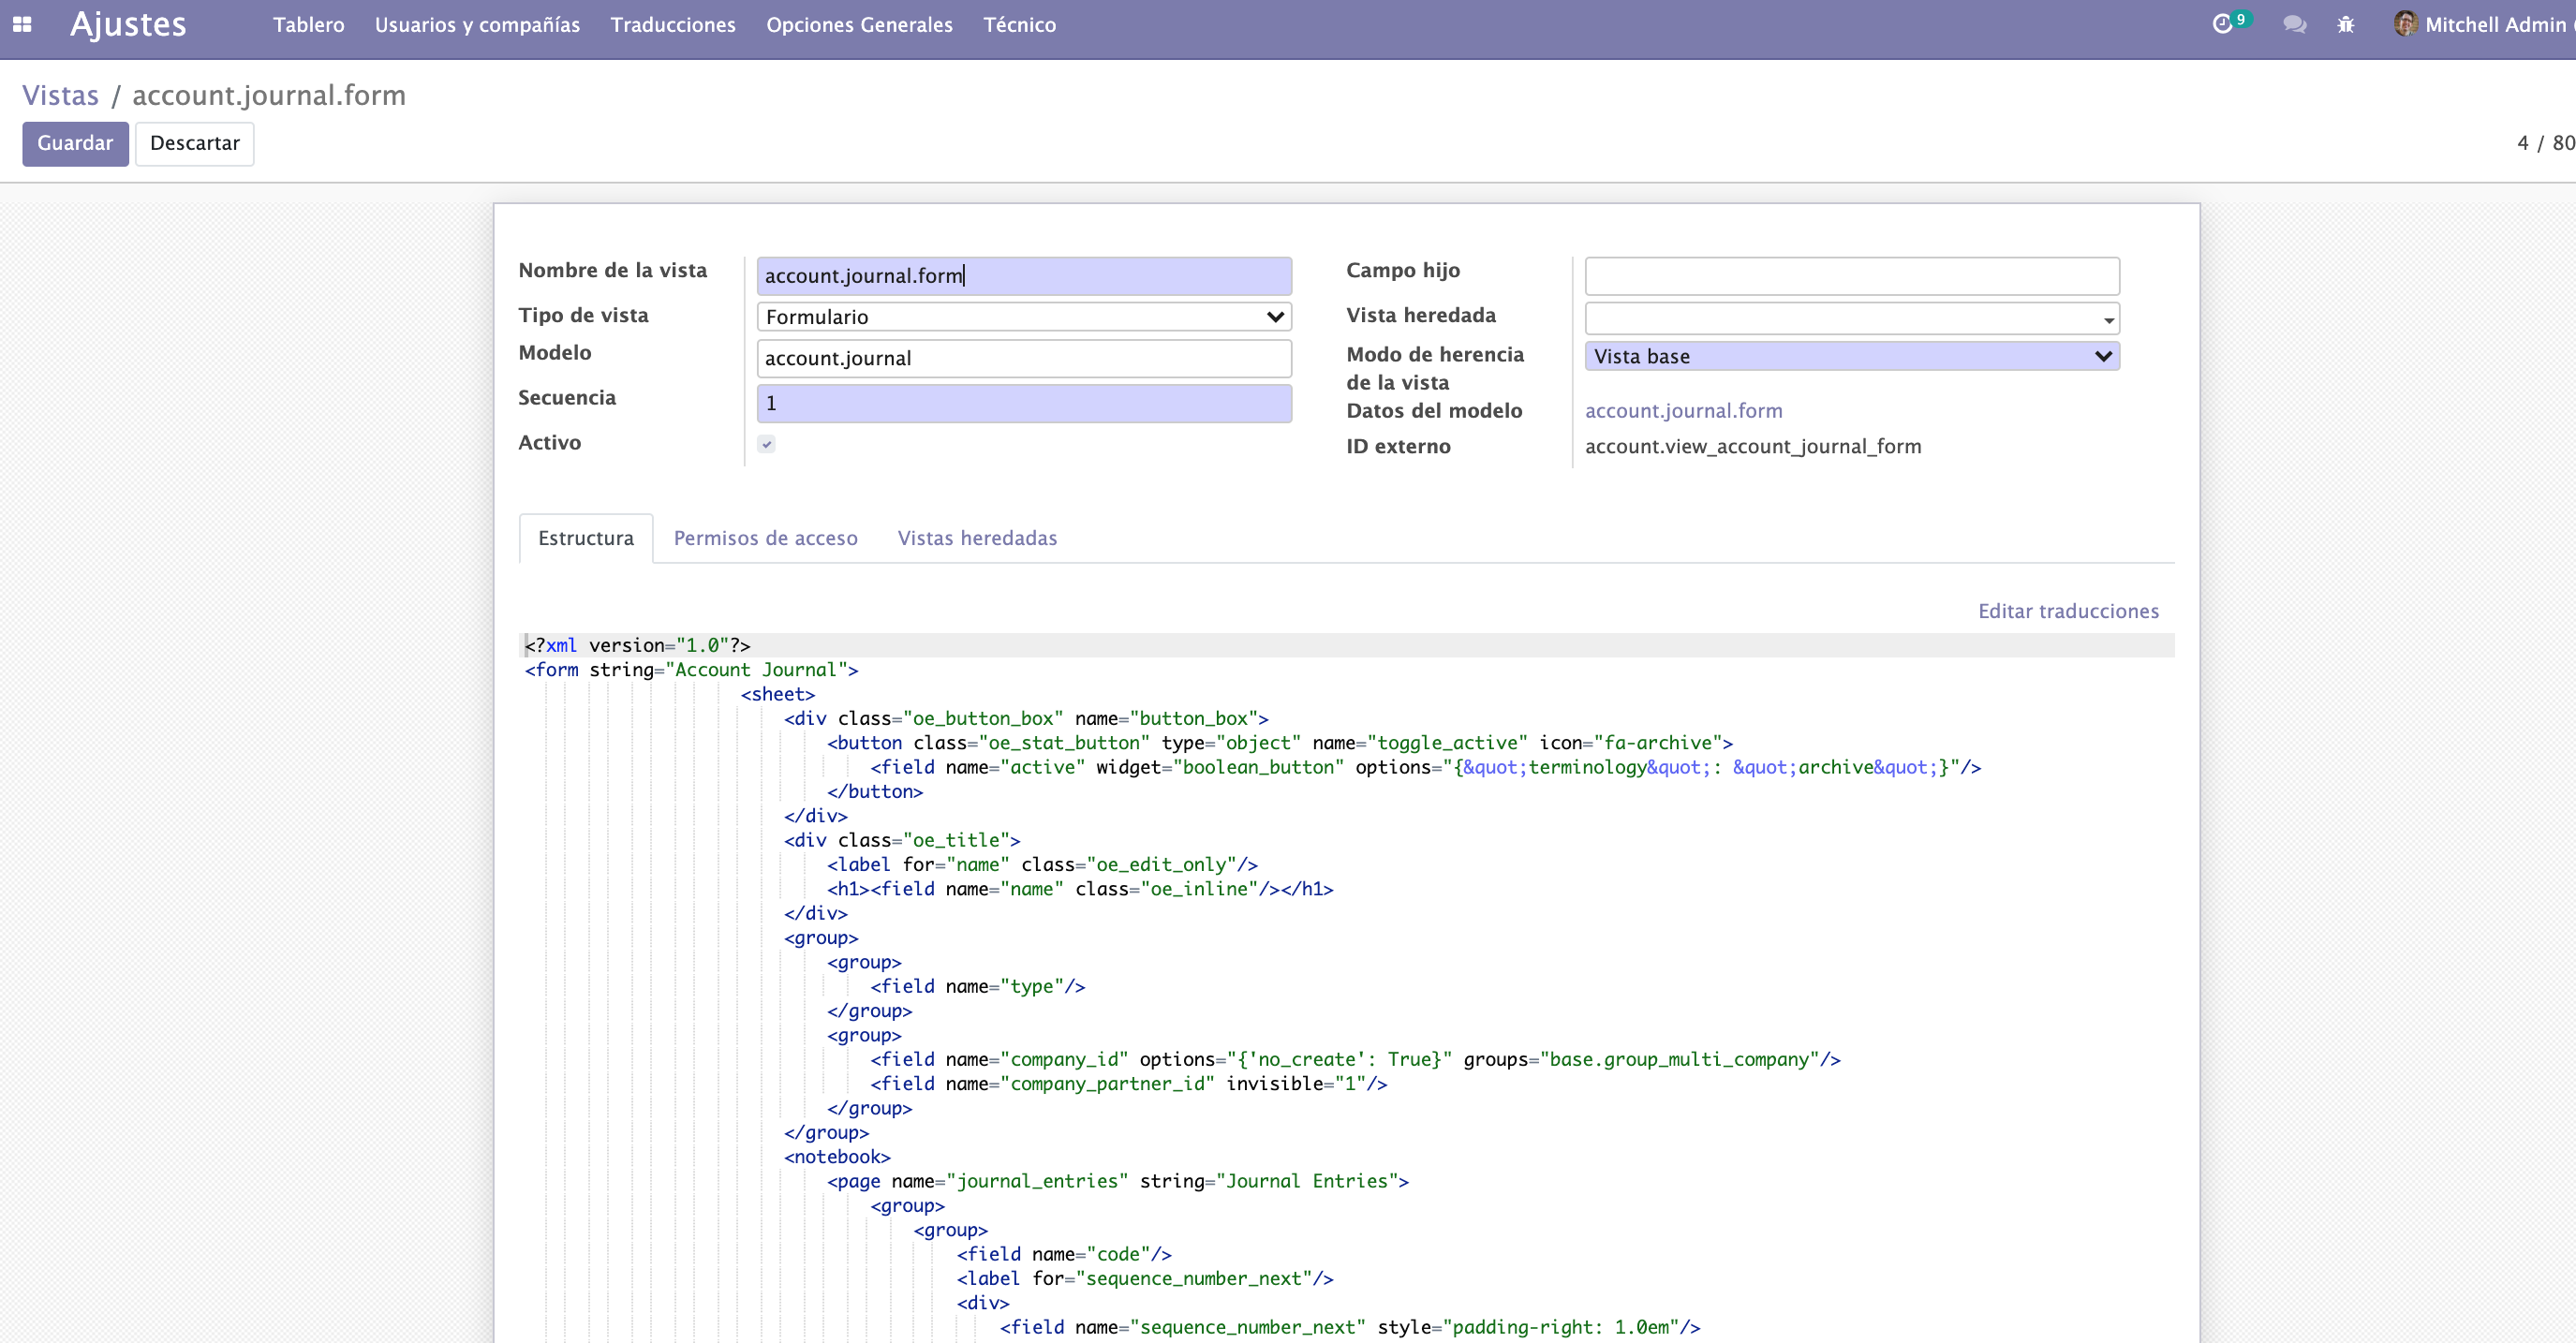 Ajustes Tablero Usuarios y compañías Traducciones Opciones Generales Técnico 9 Mitchell Admin
Vistas / account.journal.form
Guardar Descartar 4 / 80
Nombre de la vista account.journal.form Campo hijo
Tipo de vista Formulario Vista heredada
Modelo account.journal Modo de herencia de la vista Vista base
Secuencia 1 Datos del modelo account.journal.form
Activo ID externo account.view_account_journal_form
Estructura Permisos de acceso Vistas heredadas
Editar traducciones
<?xml version="1.0"?>
<form string="Account Journal">
<sheet>
<div class="oe_button_box" name="button_box">
<button class="oe_stat_button" type="object" name="toggle_active" icon="fa-archive">
<field name="active" widget="boolean_button" options="{&quot;terminology&quot;: &quot;archive&quot;}"/>
</button>
</div>
<div class="oe_title">
<label for="name" class="oe_edit_only"/>
<h1><field name="name" class="oe_inline"/></h1>
</div>
<group>
<group>
<field name="type"/>
</group>
<group>
<field name="company_id" options="{'no_create': True}" groups="base.group_multi_company"/>
<field name="company_partner_id" invisible="1"/>
</group>
</group>
<notebook>
<page name="journal_entries" string="Journal Entries">
<group>
<group>
<field name="code"/>
<label for="sequence_number_next"/>
<div>
<field name="sequence_number_next" style="padding-right: 1.0em"/>